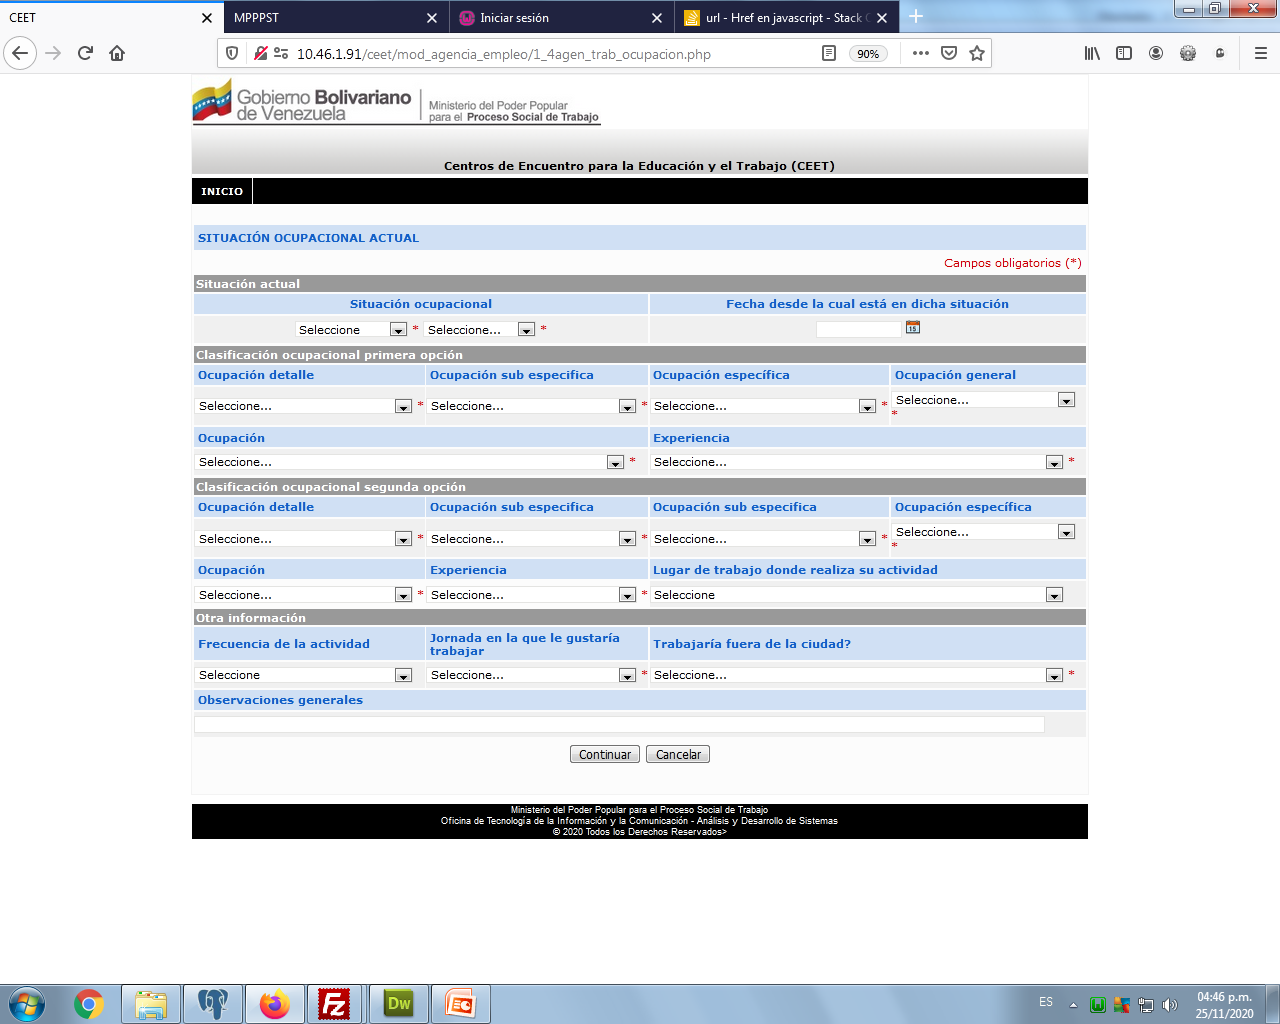 CEET
MPPPST
Iniciar sesión
url - Href en javascript - Stack
10.46.1.91/ceet/mod_agencia_empleo/1_4agen_trab_ocupacion.php
90%
Gobierno Bolivariano
de Venezuela
Ministerio del Poder Popular
para el Proceso Social de Trabajo
Centros de Encuentro para la Educación y el Trabajo (CEET)
INICIO
SITUACIÓN OCUPACIONAL ACTUAL
Campos obligatorios (*)
Situación actual
Situación ocupacional Fecha desde la cual está en dicha situación
Seleccione * Seleccione... * 15
Clasificación ocupacional primera opción
Ocupación detalle Ocupación sub especifica Ocupación específica Ocupación general
Seleccione... * Seleccione... * Seleccione... * Seleccione...
*
Ocupación Experiencia
Seleccione... * Seleccione... *
Clasificación ocupacional segunda opción
Ocupación detalle Ocupación sub especifica Ocupación sub especifica Ocupación específica
Seleccione... * Seleccione... * Seleccione... * Seleccione...
*
Ocupación Experiencia Lugar de trabajo donde realiza su actividad
Seleccione... * Seleccione... * Seleccione
Otra información
Frecuencia de la actividad Jornada en la que le gustaría trabajar Trabajaría fuera de la ciudad?
Seleccione Seleccione... * Seleccione... *
Observaciones generales
Continuar Cancelar
Ministerio del Poder Popular para el Proceso Social de Trabajo
Oficina de Tecnología de la Información y la Comunicación - Análisis y Desarrollo de Sistemas
© 2020 Todos los Derechos Reservados>
Fz Dw ES 04:46 p.m.
25/11/2020